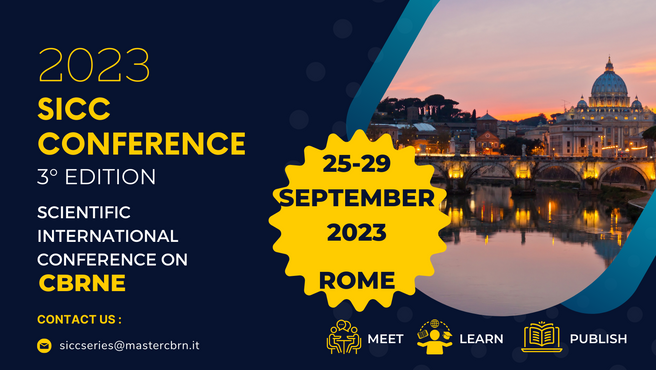 2023
SICC
CONFERENCE
3° EDITION
SCIENTIFIC
INTERNATIONAL
CONFERENCE ON
CBRNE
CONTACT US :
siccseries@mastercbrn.it
25-29
SEPTEMBER
2023
ROME
MEET
LEARN
PUBLISH